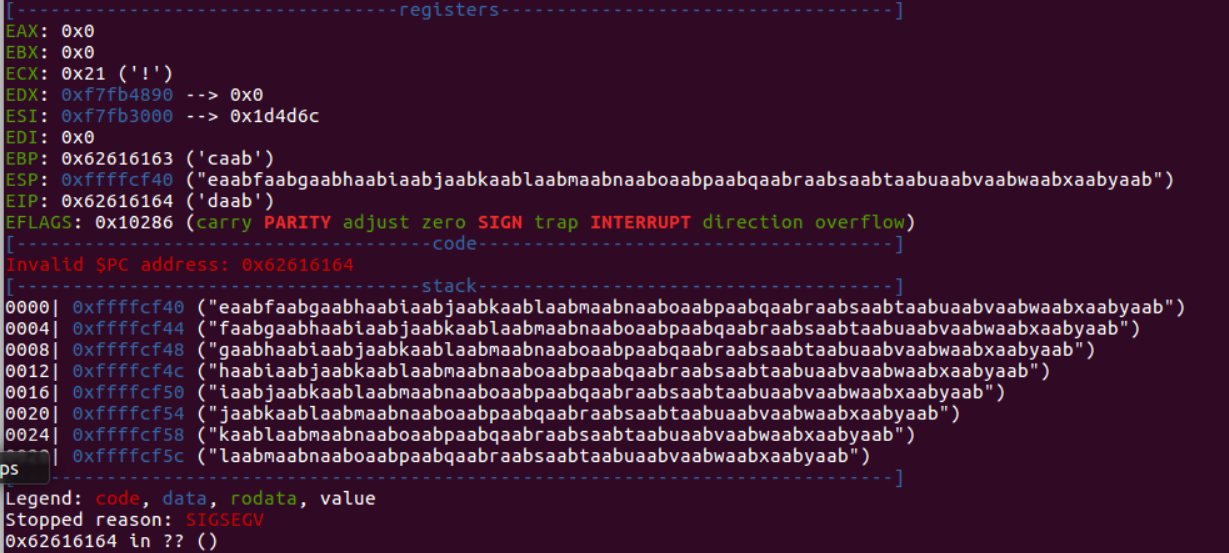 [----------------------------------registers-----------------------------------]
EAX: 0x0
EBX: 0x0
ECX: 0x21 ('!')
EDX: 0xf7fb4890 --> 0x0
ESI: 0xf7fb3000 --> 0x1d4d6c
EDI: 0x0
EBP: 0x62616163 ('caab')
ESP: 0xffffcf40 ("eaabfaabgaabhaabiaabjaabkaablaabmaabnaaboaabpaabqaabraabsaabtaabuaabvaabwaabxaabyaab")
EIP: 0x62616164 ('daab')
EFLAGS: 0x10286 (carry PARITY adjust zero SIGN trap INTERRUPT direction overflow)
[-------------------------------------code-------------------------------------]
Invalid $PC address: 0x62616164
[------------------------------------stack-------------------------------------]
0000| 0xffffcf40 ("eaabfaabgaabhaabiaabjaabkaablaabmaabnaaboaabpaabqaabraabsaabtaabuaabvaabwaabxaabyaab")
0004| 0xffffcf44 ("faabgaabhaabiaabjaabkaablaabmaabnaaboaabpaabqaabraabsaabtaabuaabvaabwaabxaabyaab")
0008| 0xffffcf48 ("gaabhaabiaabjaabkaablaabmaabnaaboaabpaabqaabraabsaabtaabuaabvaabwaabxaabyaab")
0012| 0xffffcf4c ("haabiaabjaabkaablaabmaabnaaboaabpaabqaabraabsaabtaabuaabvaabwaabxaabyaab")
0016| 0xffffcf50 ("iaabjaabkaablaabmaabnaaboaabpaabqaabraabsaabtaabuaabvaabwaabxaabyaab")
0020| 0xffffcf54 ("jaabkaablaabmaabnaaboaabpaabqaabraabsaabtaabuaabvaabwaabxaabyaab")
0024| 0xffffcf58 ("kaablaabmaabnaaboaabpaabqaabraabsaabtaabuaabvaabwaabxaabyaab")
| 0xffffcf5c ("laabmaabnaaboaabpaabqaabraabsaabtaabuaabvaabwaabxaabyaab")
ps
[------------------------------------------------------------------------------]
Legend: code, data, rodata, value
Stopped reason: SIGSEGV
0x62616164 in ?? ()